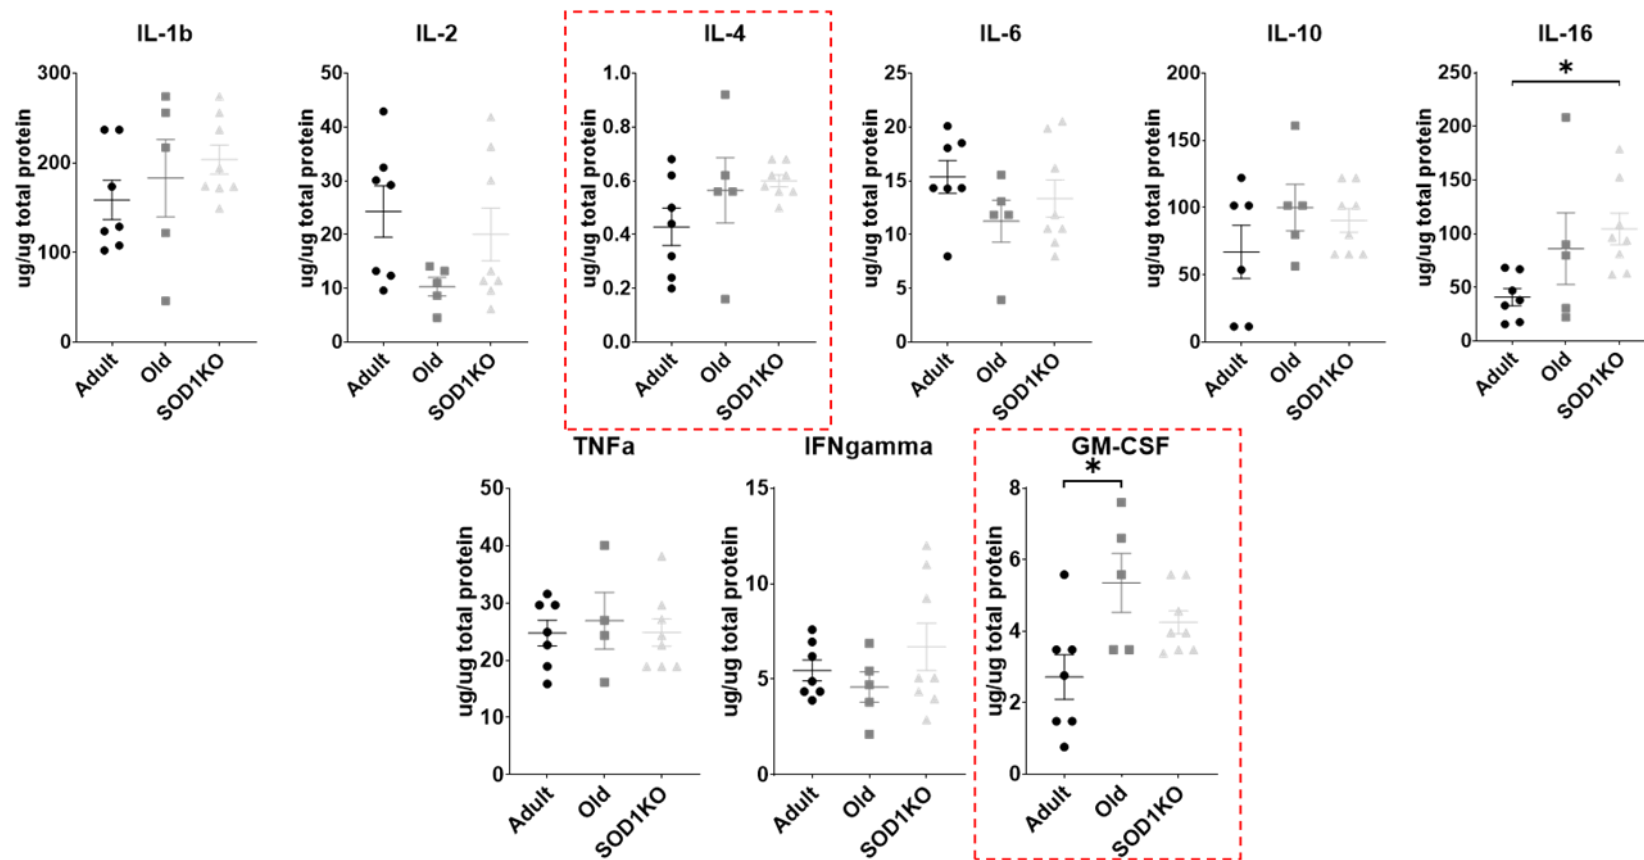 IL-1b
300
200
100
0
ug/ug total protein
Adult
Old
SOD1KO
IL-2
50
40
30
20
10
0
ug/ug total protein
Adult
Old
SOD1KO
IL-4
1.0
0.8
0.6
0.4
0.2
0.0
ug/ug total protein
Adult
Old
SOD1KO
IL-6
25
20
15
10
5
0
ug/ug total protein
Adult
Old
SOD1KO
IL-10
200
150
100
50
0
ug/ug total protein
Adult
Old
SOD1KO
IL-16
*
250
200
150
100
50
0
ug/ug total protein
Adult
Old
SOD1KO
TNFa
50
40
30
20
10
0
ug/ug total protein
Adult
Old
SOD1KO
IFNgamma
15
10
5
0
ug/ug total protein
Adult
Old
SOD1KO
GM-CSF
*
8
6
4
2
0
ug/ug total protein
Adult
Old
SOD1KO